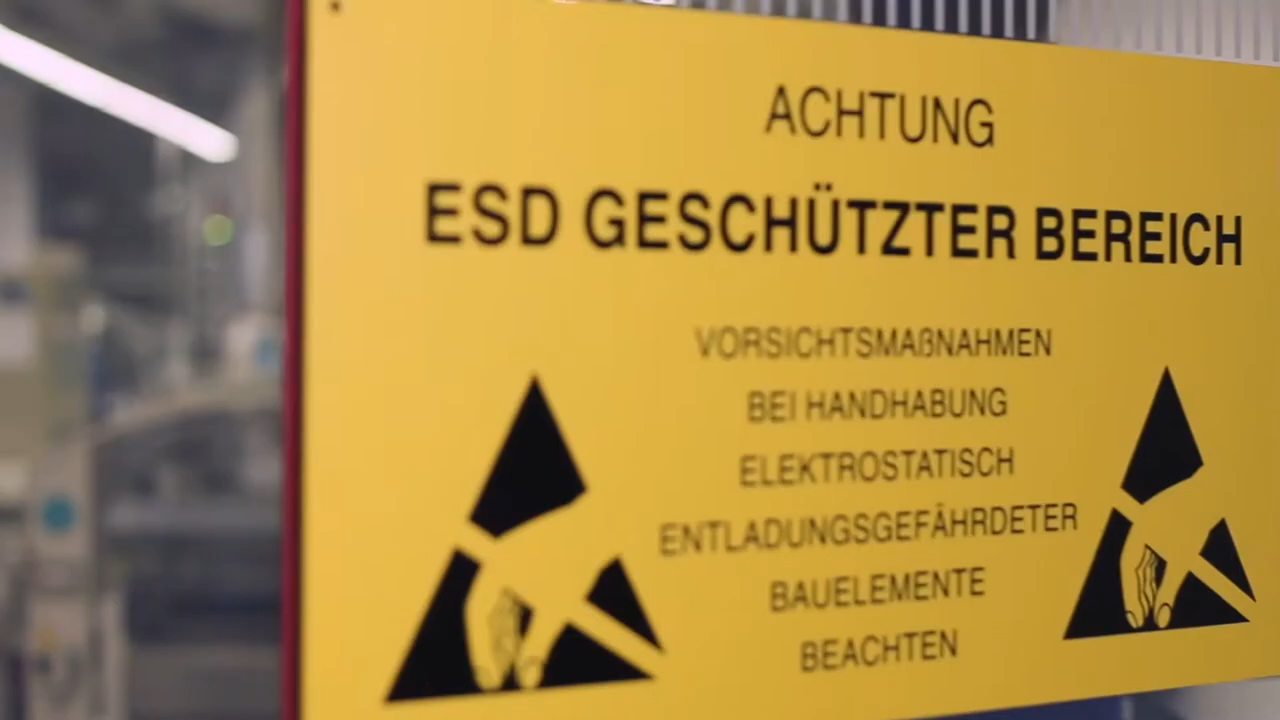 ACHTUNG
ESD GESCHÜTZTER BEREICH
VORSICHTSMAßNAHMEN
BEI HANDHABUNG
ELEKTROSTATISCH
ENTLADUNGSGEFÄHRDETER
BAUELEMENTE
BEACHTEN